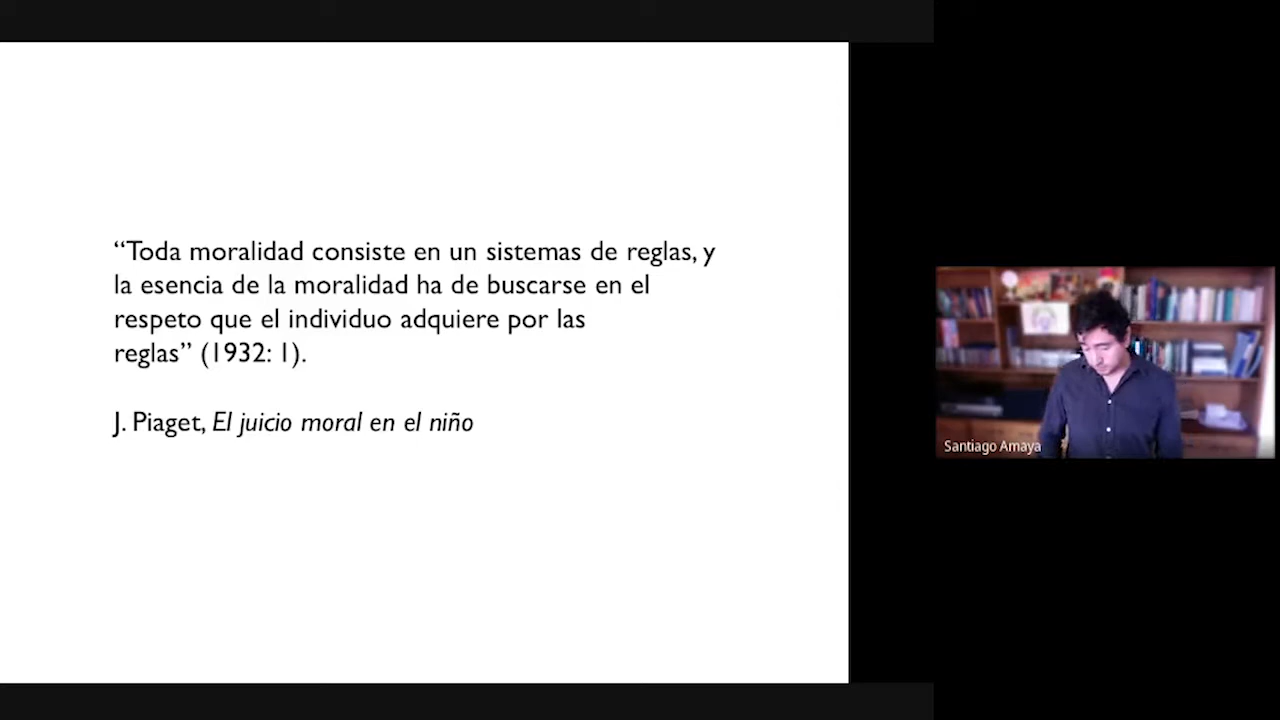 “Toda moralidad consiste en un sistemas de reglas, y
la esencia de la moralidad ha de buscarse en el
respeto que el individuo adquiere por las
reglas” (1932: 1).
J. Piaget, El juicio moral en el niño
Santiago Amaya